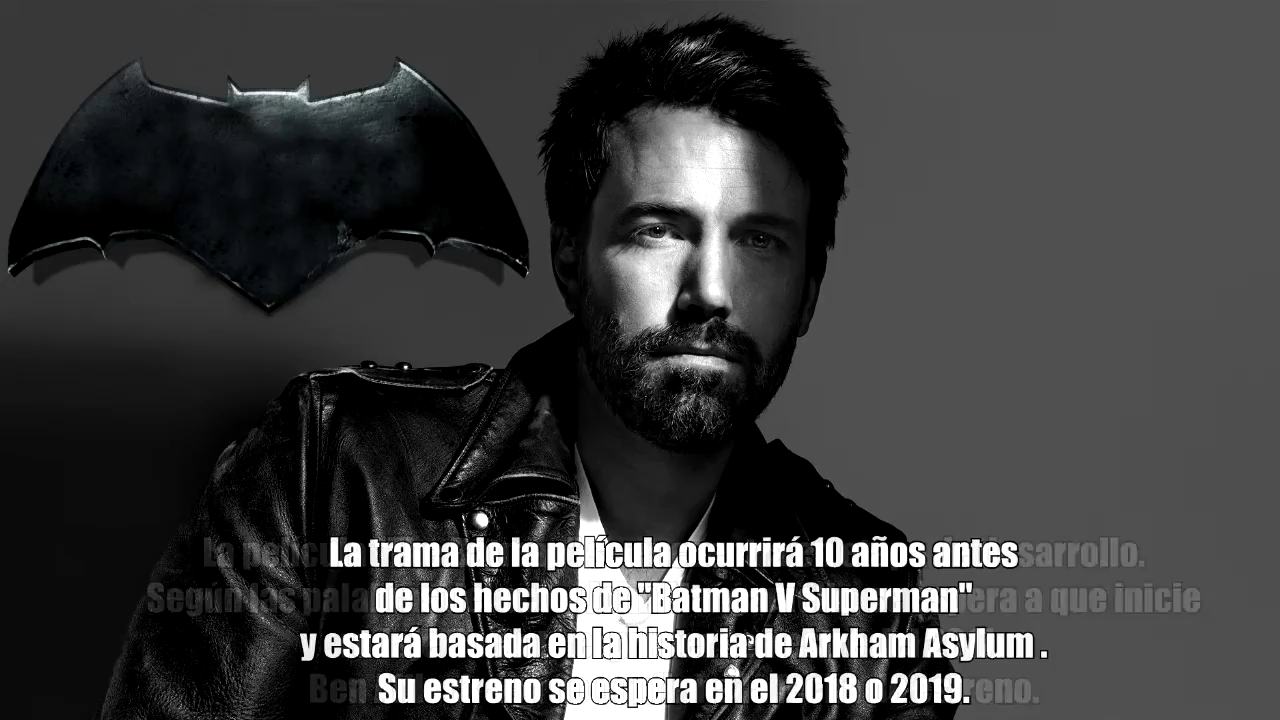 La trama de la película ocurrirá 10 años antes
de los hechos de "Batman V Superman"
y estará basada en la historia de Arkham Asylum .
Su estreno se espera en el 2018 o 2019.